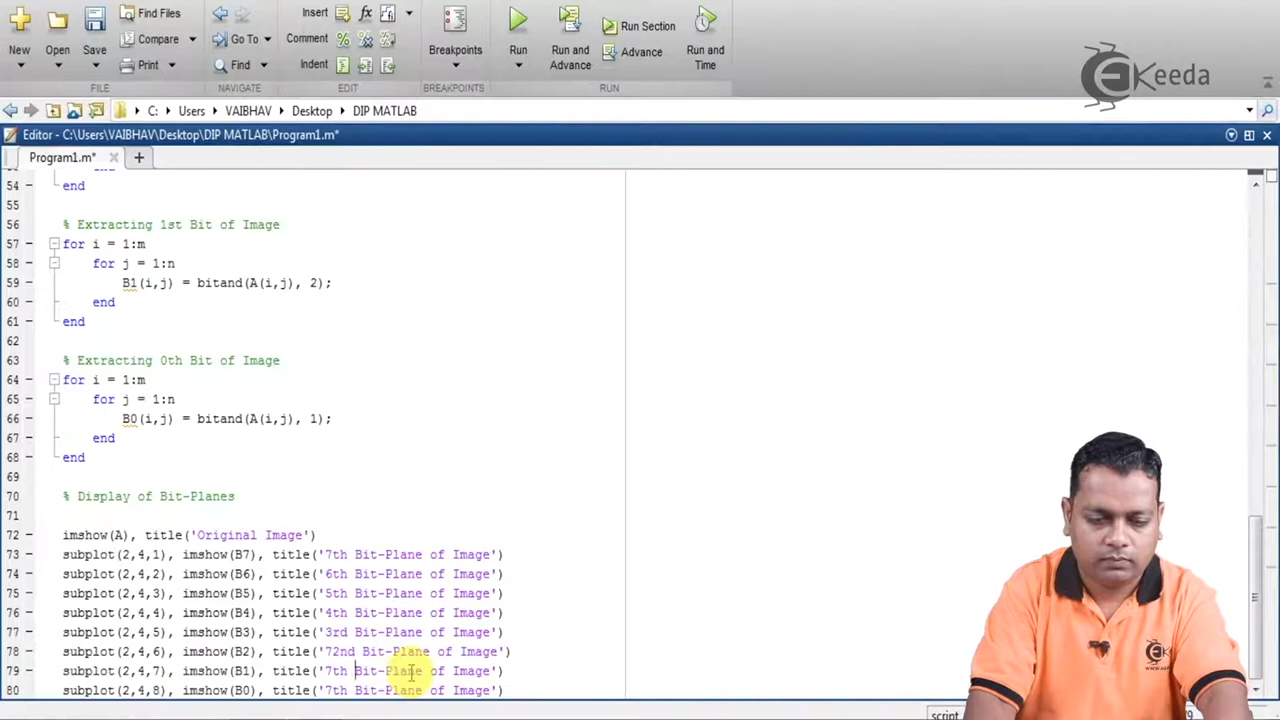 Find Files
Insert
fx
New
Open
Save
Compare
Go To
Comment
Breakpoints
Run
Run and
Advance
Run Section
Advance
Run and
Time
Print
Find
Indent
FILE
NAVIGATE
EDIT
BREAKPOINTS
RUN
EKeeda
C: Users VAIBHAV Desktop DIP MATLAB
Editor - C:\Users\VAIBHAV\Desktop\DIP MATLAB\Program1.m*
Program1.m*
54 end
55
56 % Extracting 1st Bit of Image
57 for i = 1:m
58 for j = 1:n
59 B1(i,j) = bitand(A(i,j), 2);
60 end
61 end
62
63 % Extracting 0th Bit of Image
64 for i = 1:m
65 for j = 1:n
66 B0(i,j) = bitand(A(i,j), 1);
67 end
68 end
69
70 % Display of Bit-Planes
71
72 imshow(A), title('Original Image')
73 subplot(2,4,1), imshow(B7), title('7th Bit-Plane of Image')
74 subplot(2,4,2), imshow(B6), title('6th Bit-Plane of Image')
75 subplot(2,4,3), imshow(B5), title('5th Bit-Plane of Image')
76 subplot(2,4,4), imshow(B4), title('4th Bit-Plane of Image')
77 subplot(2,4,5), imshow(B3), title('3rd Bit-Plane of Image')
78 subplot(2,4,6), imshow(B2), title('72nd Bit-Plane of Image')
79 subplot(2,4,7), imshow(B1), title('7th Bit-Plane of Image')
80 subplot(2,4,8), imshow(B0), title('7th Bit-Plane of Image')
script